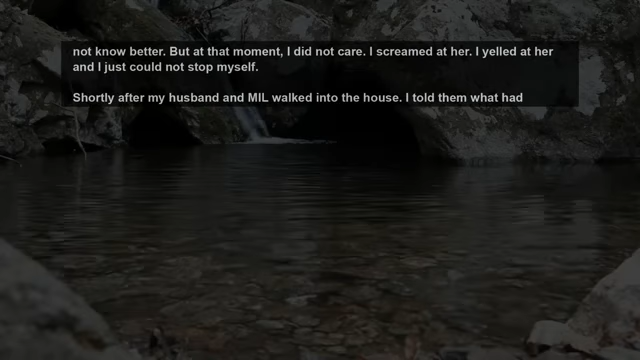 not know better. But at that moment, I did not care. I screamed at her. I yelled at her
and I just could not stop myself.
Shortly after my husband and MIL walked into the house. I told them what had